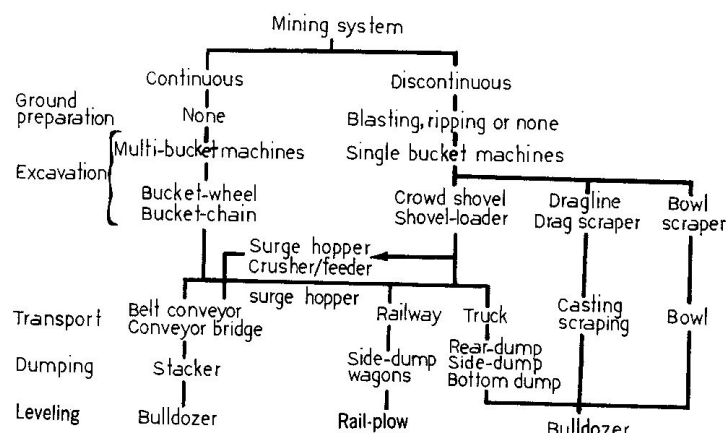 Mining system
Continuous
Discontinuous
Ground
preparation
None
Blasting, ripping or none
Excavation
Multi-bucket machines
Single bucket machines
Bucket-wheel
Bucket-chain
Crowd shovel
Shovel-loader
Dragline
Drag scraper
Bowl
scraper
Surge hopper
Crusher/feeder
surge hopper
Transport
Belt conveyor
Conveyor bridge
Railway
Truck
Casting
scraping
Bowl
Dumping
Stacker
Side-dump
wagons
Rear-dump
Side-dump
Bottom dump
Leveling
Bulldozer
Rail-plow
Bulldozer